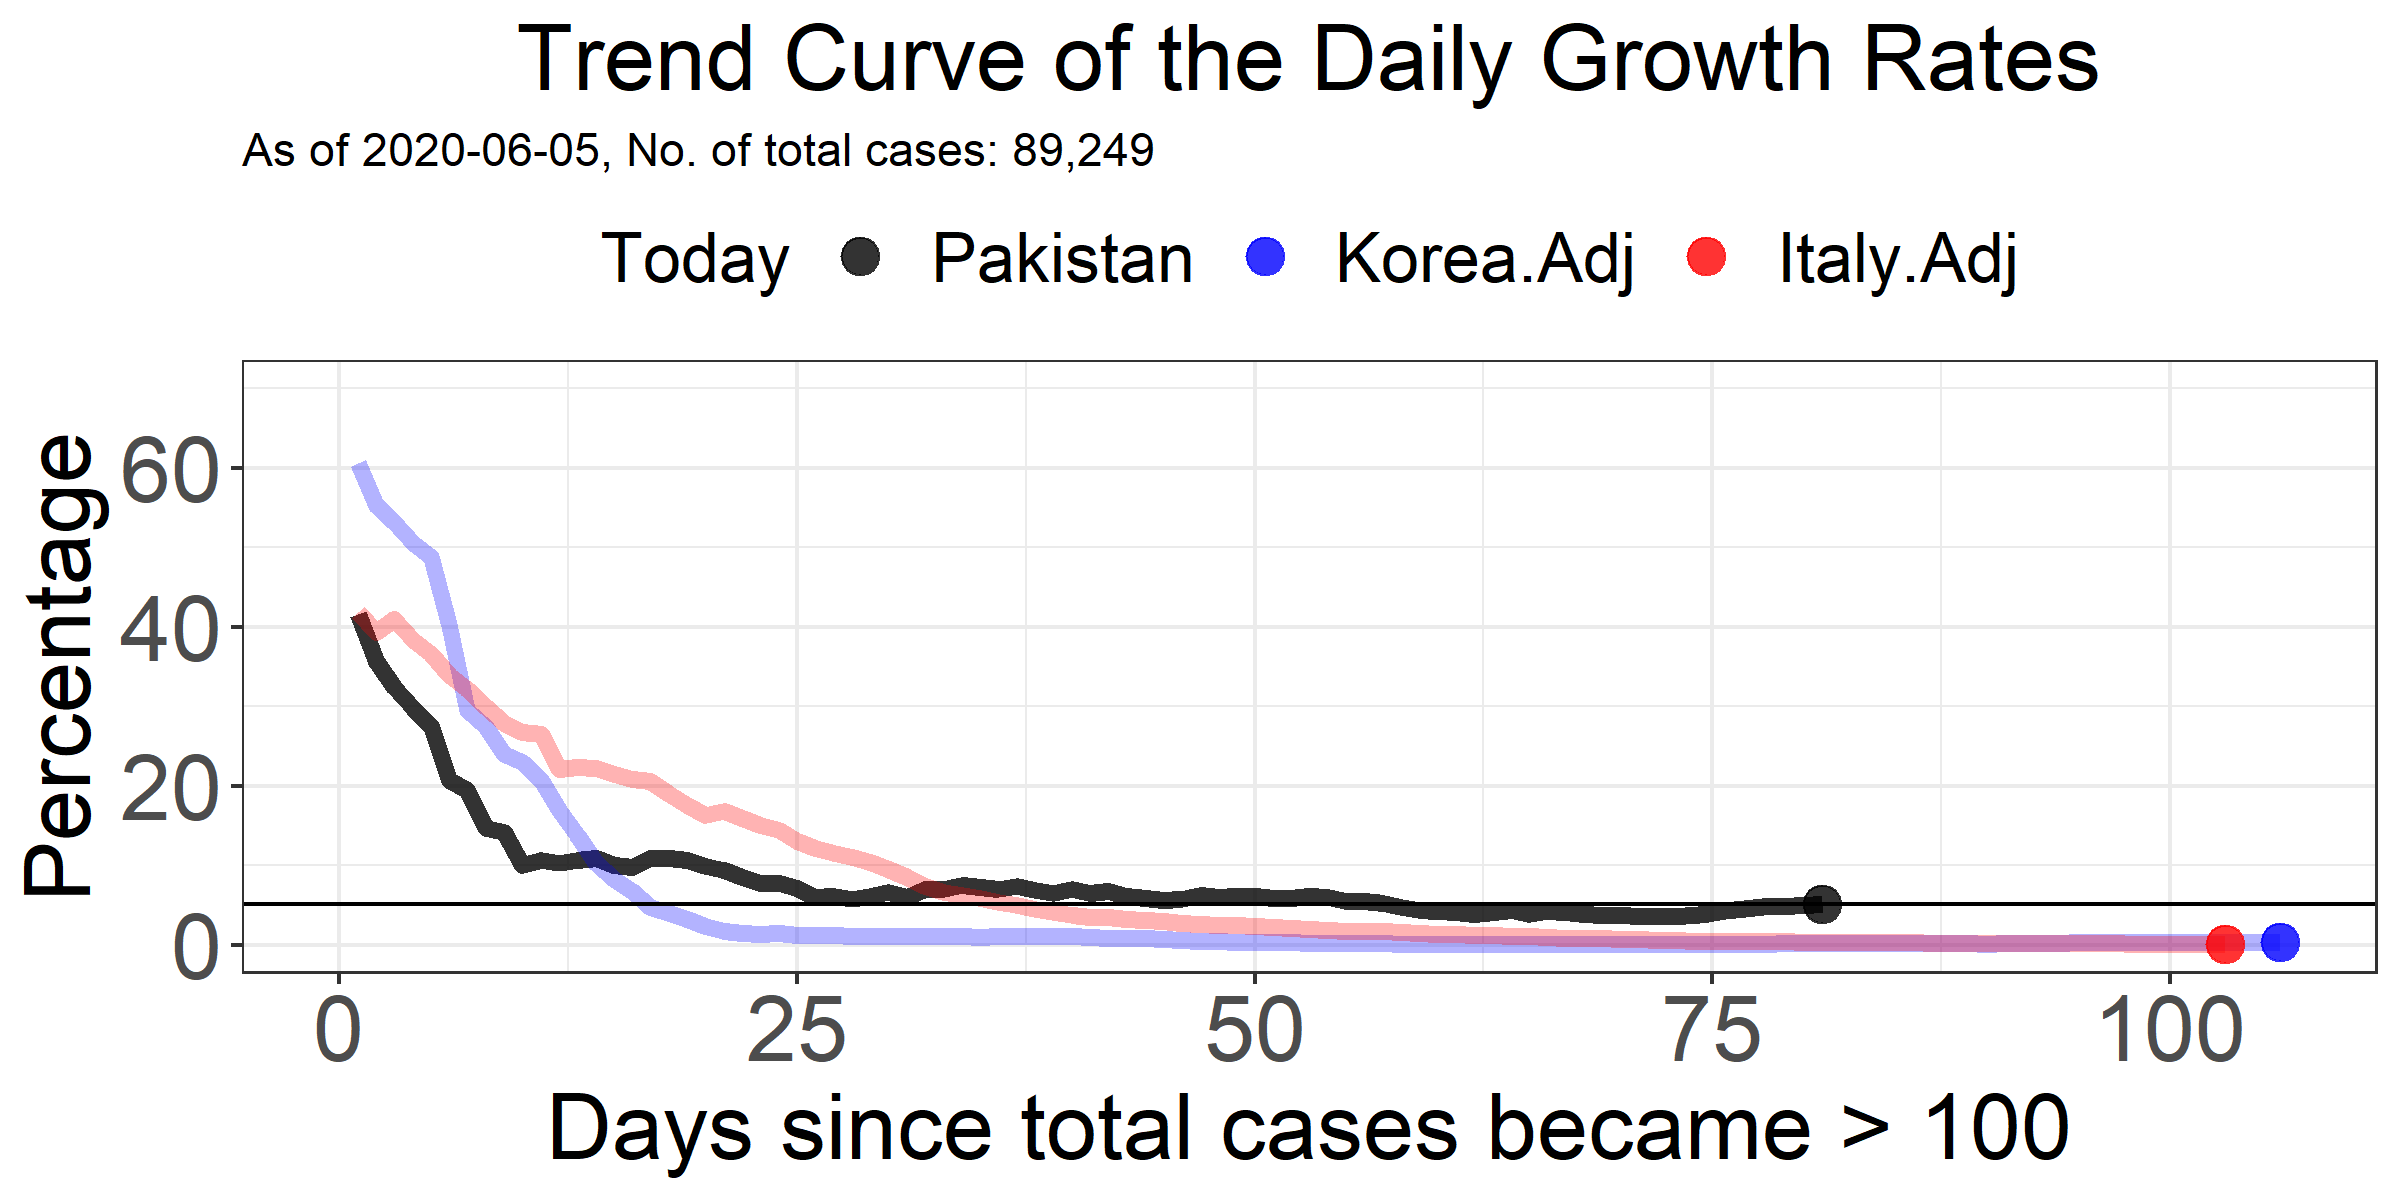 Trend Curve of the Daily Growth Rates
As of 2020-06-05, No. of total cases: 89,249
Today Pakistan Korea.Adj Italy.Adj
Percentage
60
40
20
0
0 25 50 75 100
Days since total cases became > 100